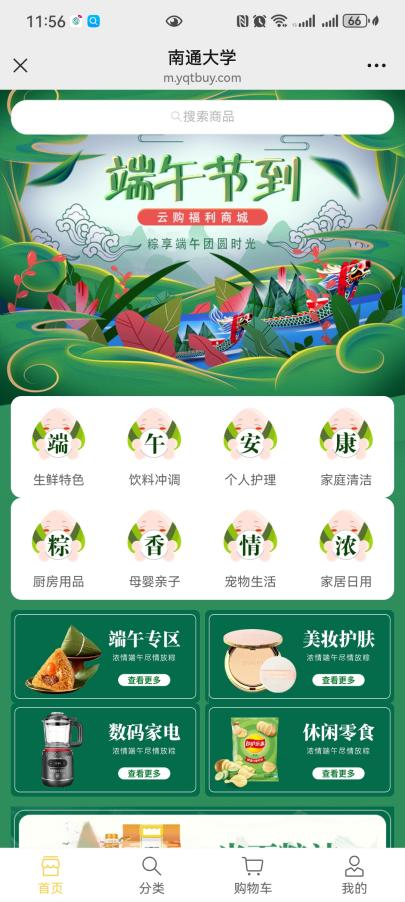 11:56
66
南通大学
m.yqtbuy.com
搜索商品
端午节到
云购福利商城
粽享端午团圆时光
端 午 安 康
生鲜特色 饮料冲调 个人护理 家庭清洁
粽 香 情 浓
厨房用品 母婴亲子 宠物生活 家居日用
端午专区 美妆护肤
浓情端午尽情放粽 浓情端午尽情放粽
查看更多 查看更多
数码家电 休闲零食
浓情端午尽情放粽 浓情端午尽情放粽
查看更多 查看更多
首页 分类 购物车 我的